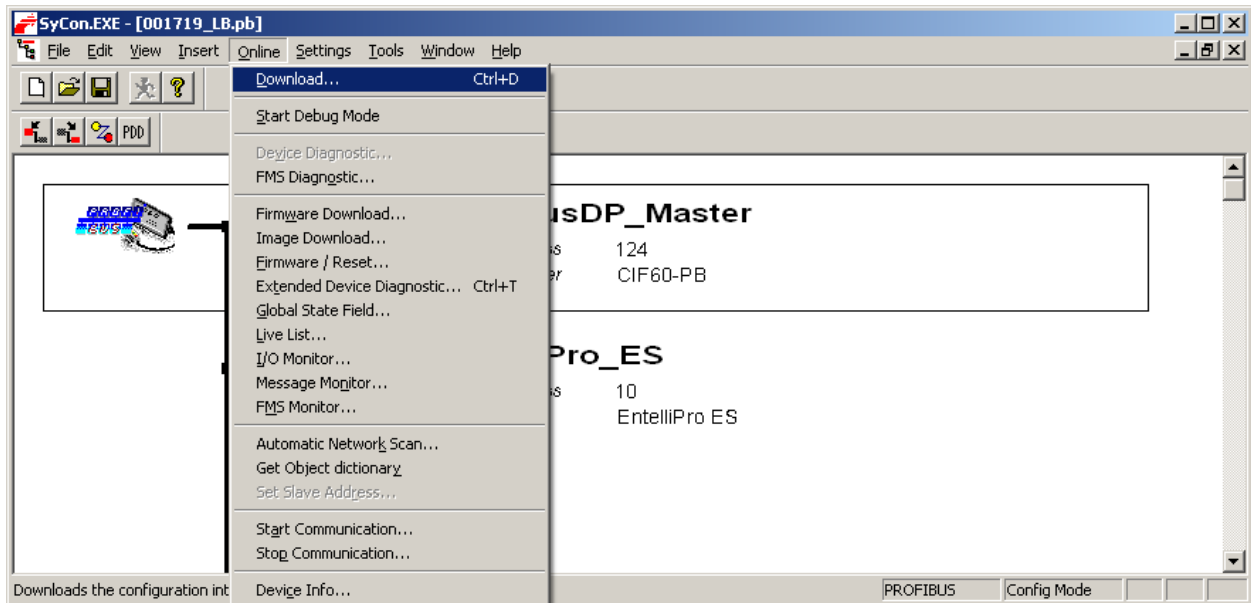 SyCon.EXE - [001719_LB.pb]
File Edit View Insert Online Settings Tools Window Help
PDD
Download... Ctrl+D
Start Debug Mode
Device Diagnostic...
FMS Diagnostic...
Firmware Download...
Image Download...
Firmware / Reset...
Extended Device Diagnostic... Ctrl+T
Global State Field...
Live List...
I/O Monitor...
Message Monitor...
FMS Monitor...
Automatic Network Scan...
Get Object dictionary
Set Slave Address...
Start Communication...
Stop Communication...
Device Info...
usDP_Master
ss 124
er CIF60-PB
Pro_ES
ss 10
EntelliPro ES
Downloads the configuration int
PROFIBUS Config Mode